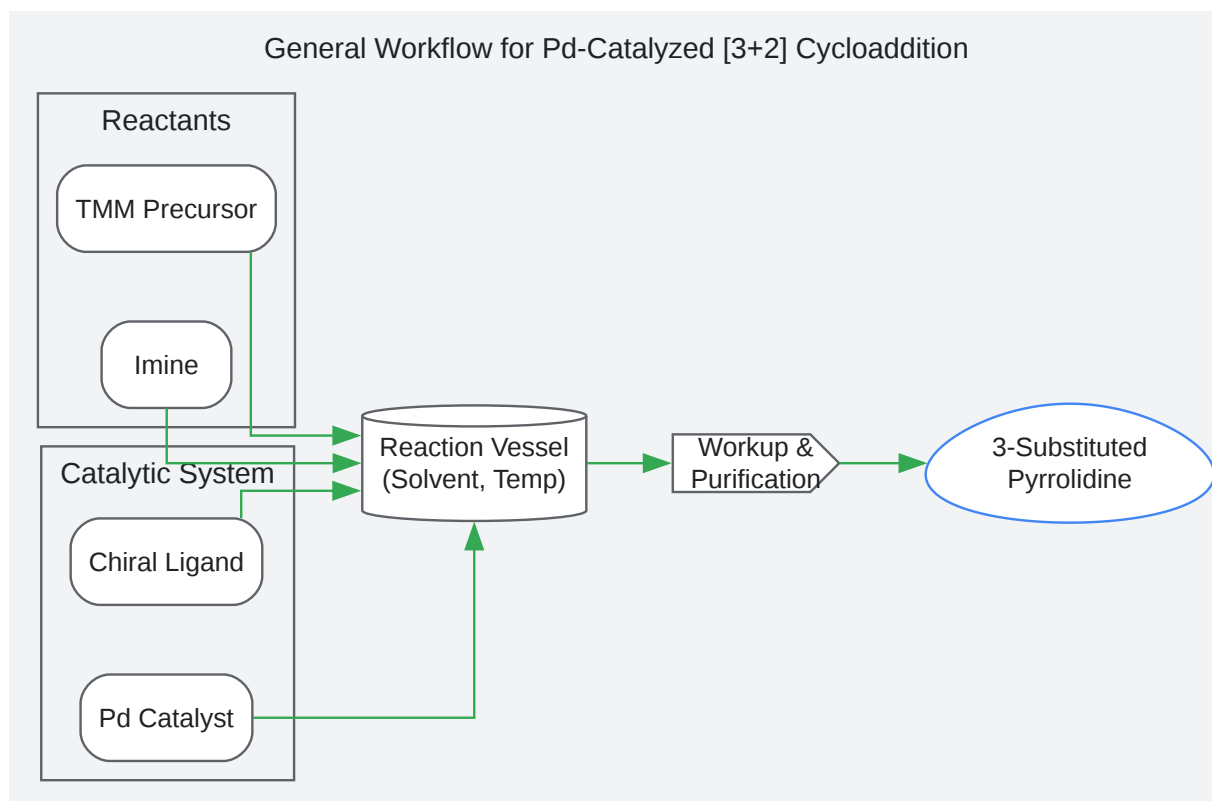 General Workflow for Pd-Catalyzed [3+2] Cycloaddition
Reactants
TMM Precursor
Imine
Catalytic System
Chiral Ligand
Pd Catalyst
Reaction Vessel
(Solvent, Temp)
Workup &
Purification
3-Substituted
Pyrrolidine